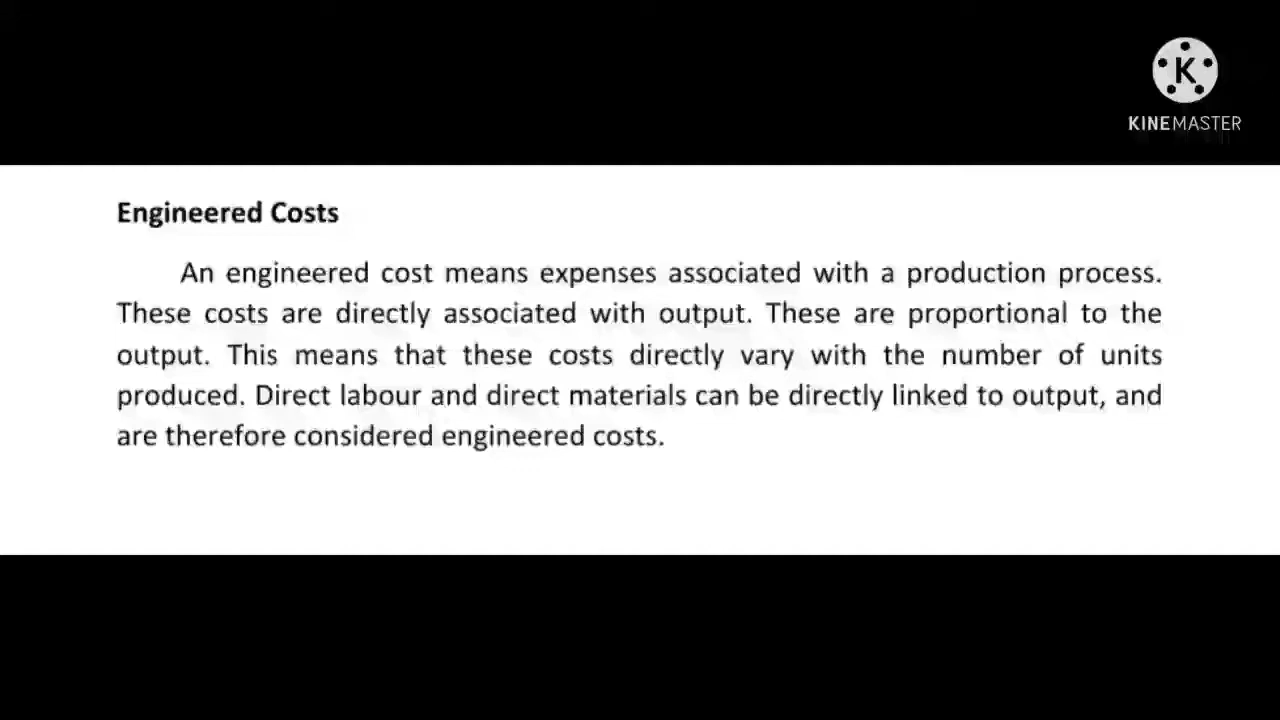 KINEMASTER
Engineered Costs
An engineered cost means expenses associated with a production process.
These costs are directly associated with output. These are proportional to the
output. This means that these costs directly vary with the number of units
produced. Direct labour and direct materials can be directly linked to output, and
are therefore considered engineered costs.